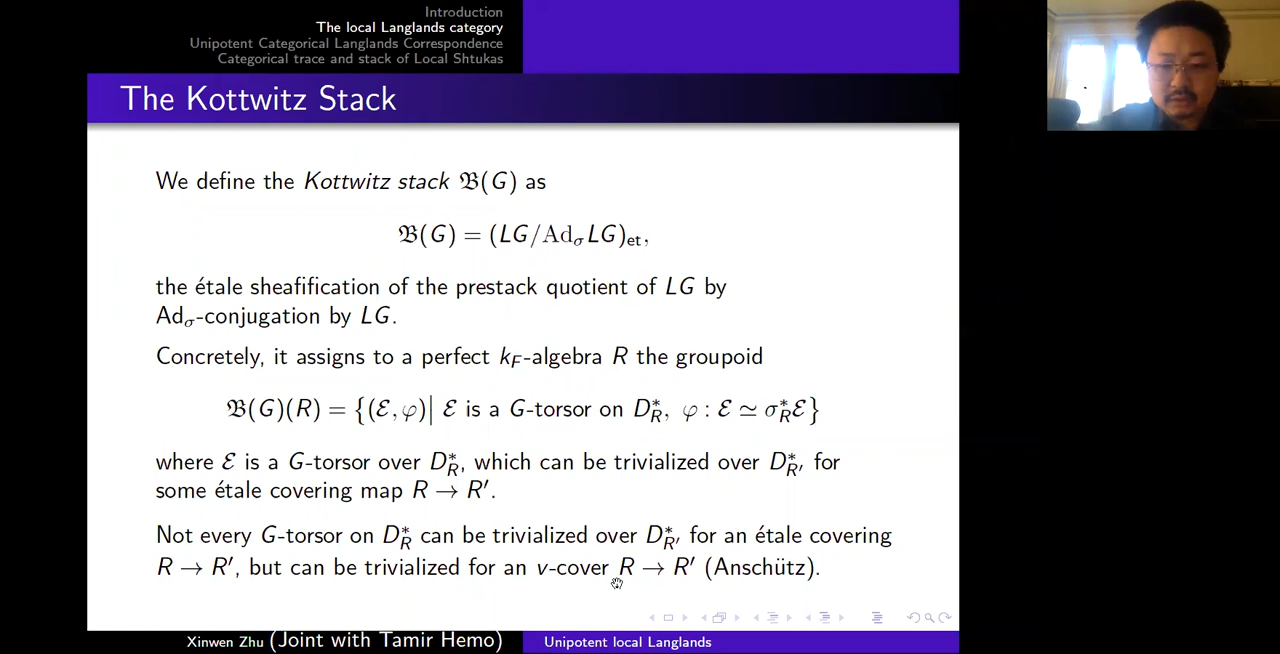 Introduction
The local Langlands category
Unipotent Categorical Langlands Correspondence
Categorical trace and stack of Local Shtukas
The Kottwitz Stack
We define the Kottwitz stack 𝔅(G) as
𝔅(G) = (LG/Ad_σ LG)_et,
the étale sheafification of the prestack quotient of LG by
Ad_σ-conjugation by LG.
Concretely, it assigns to a perfect k_F-algebra R the groupoid
𝔅(G)(R) = {(ℰ, φ)| ℰ is a G-torsor on D*_R, φ : ℰ ≃ σ*_R ℰ}
where ℰ is a G-torsor over D*_R, which can be trivialized over D*_R′ for
some étale covering map R → R′.
Not every G-torsor on D*_R can be trivialized over D*_R′ for an étale covering
R → R′, but can be trivialized for an v-cover R → R′ (Anschütz).
Xinwen Zhu (Joint with Tamir Hemo)
Unipotent local Langlands